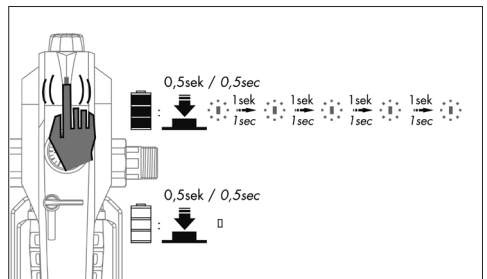 0,5sek / 0,5sec
: 1sek 1sek 1sek 1sek
1sec 1sec 1sec 1sec
0,5sek / 0,5sec
: